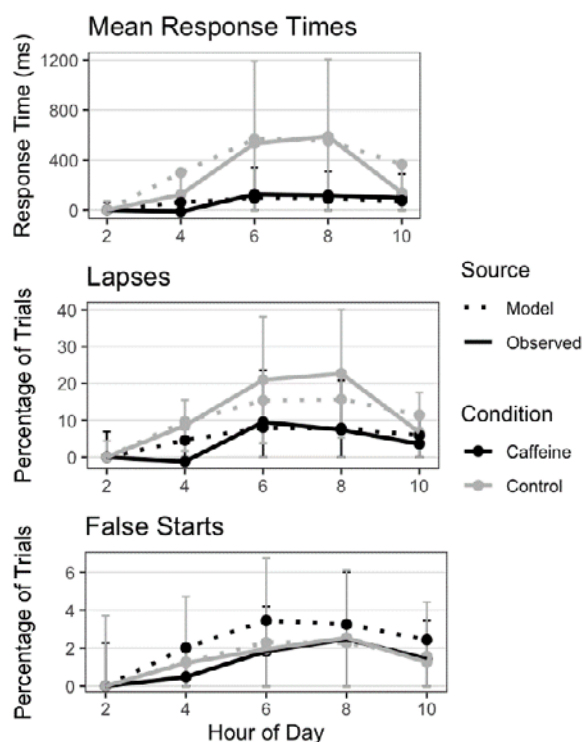 Mean Response Times
Response Time (ms)
1200
800
400
0
2 4 6 8 10
Lapses
Percentage of Trials
40
30
20
10
0
2 4 6 8 10
False Starts
Percentage of Trials
6
4
2
0
2 4 6 8 10
Hour of Day
Source
Model
Observed
Condition
Caffeine
Control